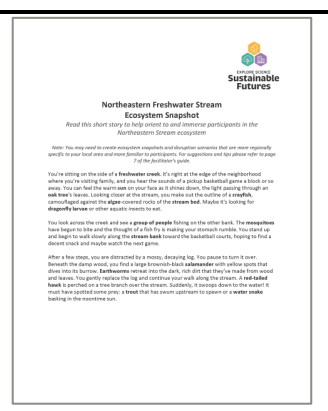 EXPLORE SCIENCE
Sustainable
Futures
Northeastern Freshwater Stream
Ecosystem Snapshot
Read this short story to help orient to and immerse participants in the
Northeastern Stream ecosystem
Note: You may need to create ecosystem snapshots and disruption scenarios that are more regionally
specific to your local area and more familiar to participants. For suggestions and tips please refer to page
7 of the facilitator's guide.
You're sitting on the side of a freshwater creek. It's right at the edge of the neighborhood
where you're visiting family, and you hear the sounds of a pickup basketball game a block or so
away. You can feel the warm sun on your face as it shines down, the light passing through an
oak tree's leaves. Looking closer at the stream, you make out the outline of a crayfish,
camouflaged against the algae-covered rocks of the stream bed. Maybe it's looking for
dragonfly larvae or other aquatic insects to eat.
You look across the creek and see a group of people fishing on the other bank. The mosquitoes
have begun to bite and the thought of a fish fry is making your stomach rumble. You stand up
and begin to walk slowly along the stream bank toward the basketball courts, hoping to find a
decent snack and maybe watch the next game.
After a few steps, you are distracted by a mossy, decaying log. You pause to turn it over.
Beneath the damp wood, you find a large brownish-black salamander with yellow spots that
dives into its burrow. Earthworms retreat into the dark, rich dirt that they've made from wood
and leaves. You gently replace the log and continue your walk along the stream. A red-tailed
hawk is perched on a tree branch over the stream. Suddenly, it swoops down to the water! It
must have spotted some prey: a trout that has swum upstream to spawn or a water snake
basking in the noontime sun.